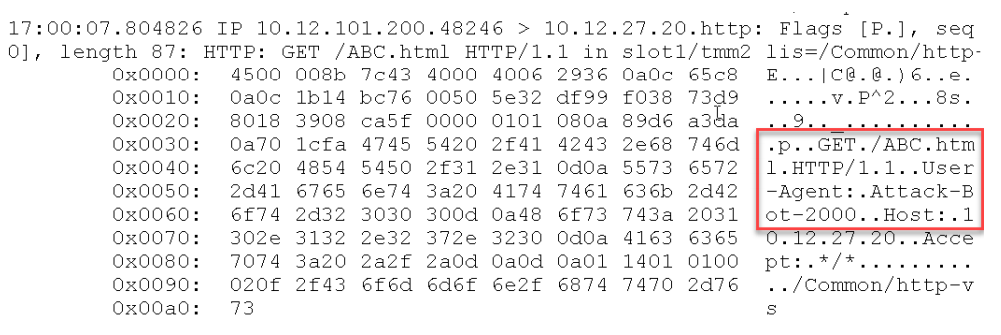 17:00:07.804826 IP 10.12.101.200.48246 > 10.12.27.20.http: Flags [P.], seq
0], length 87: HTTP: GET /ABC.html HTTP/1.1 in slot1/tmm2 lis=/Common/http-
0x0000: 4500 008b 7c43 4000 4006 2936 0a0c 65c8 E...|C@.@.)6..e.
0x0010: 0a0c 1b14 bc76 0050 5e32 df99 f038 73d9 .....v.P^2...8s.
0x0020: 8018 3908 ca5f 0000 0101 080a 89d6 a3da ..9.._..........
0x0030: 0a70 1cfa 4745 5420 2f41 4243 2e68 746d .p..GET./ABC.htm
0x0040: 6c20 4854 5450 2f31 2e31 0d0a 5573 6572 l.HTTP/1.1..User
0x0050: 2d41 6765 6e74 3a20 4174 7461 636b 2d42 -Agent:.Attack-B
0x0060: 6f74 2d32 3030 300d 0a48 6f73 743a 2031 ot-2000..Host:.1
0x0070: 302e 3132 2e32 372e 3230 0d0a 4163 6365 0.12.27.20..Acce
0x0080: 7074 3a20 2a2f 2a0d 0a0d 0a01 1401 0100 pt:.*/*.........
0x0090: 020f 2f43 6f6d 6d6f 6e2f 6874 7470 2d76 ../Common/http-v
0x00a0: 73 s